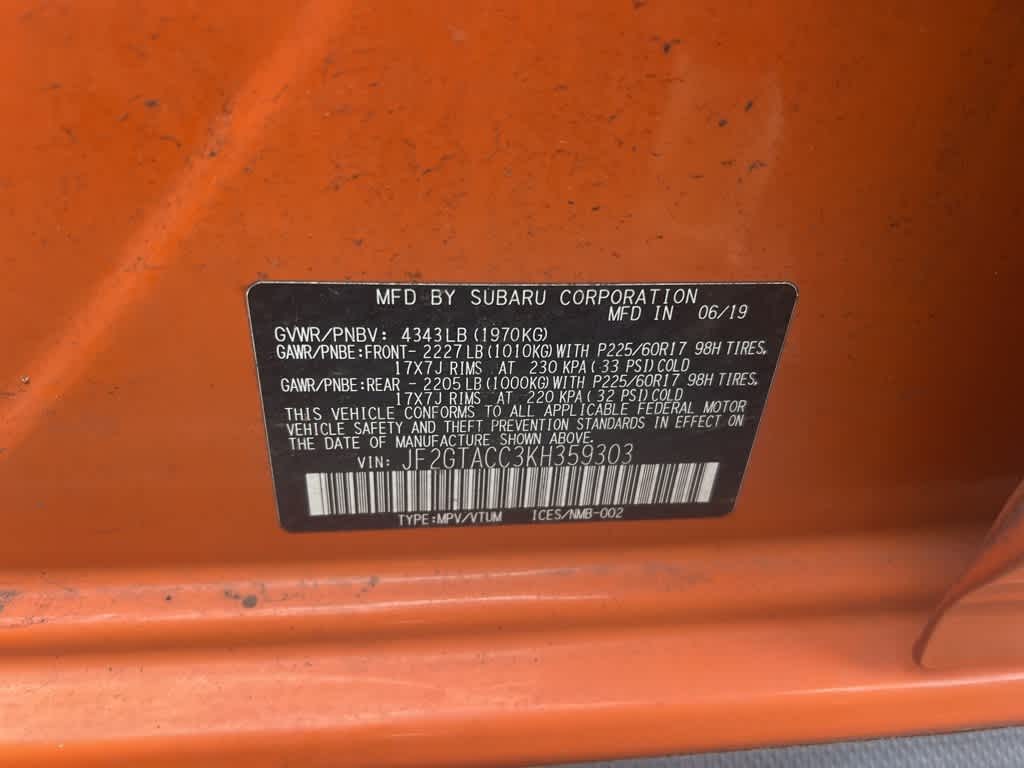 MFD BY SUBARU CORPORATION
MFD IN 06/19
GVWR/PNBV: 4343LB (1970KG)
GAWR/PNBE:FRONT- 2227LB (1010KG) WITH P225/60R17 98H TIRES,
17X7J RIMS AT 230 KPA (33 PSI) COLD
GAWR/PNBE:REAR - 2205LB (1000KG) WITH P225/60R17 98H TIRES,
17X7J RIMS AT 220 KPA (32 PSI) COLD
THIS VEHICLE CONFORMS TO ALL APPLICABLE FEDERAL MOTOR
VEHICLE SAFETY AND THEFT PREVENTION STANDARDS IN EFFECT ON
THE DATE OF MANUFACTURE SHOWN ABOVE.
VIN: JF2GTACC3KH359303
TYPE:MPV/VTUM ICES/NMB-002